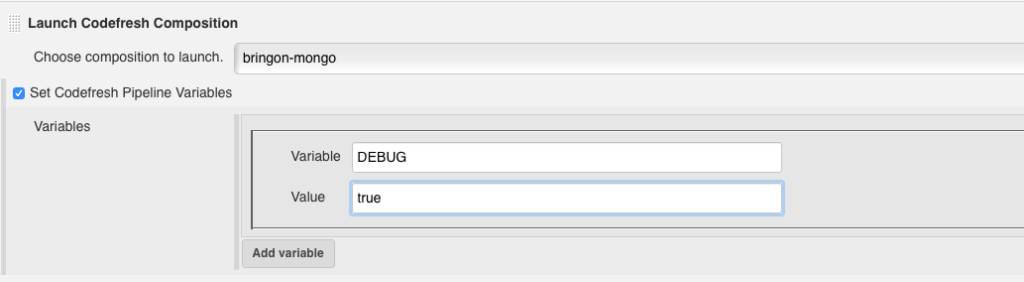 Launch Codefresh Composition
Choose composition to launch. bringon-mongo
Set Codefresh Pipeline Variables
Variables
Variable DEBUG
Value true
Add variable